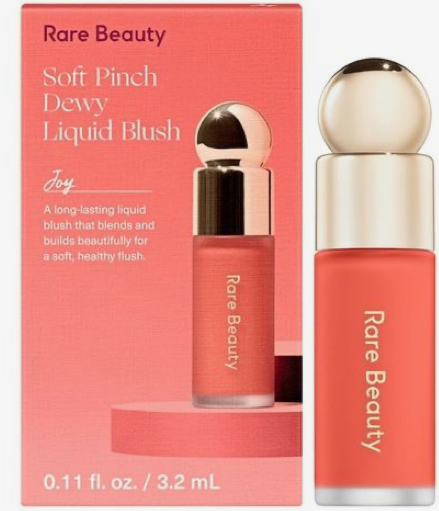 Rare Beauty
Soft Pinch
Dewy
Liquid Blush
Joy
A long-lasting liquid
blush that blends and
builds beautifully for
a soft, healthy flush.
Rare Beauty
0.11 fl. oz. / 3.2 mL
Rare Beauty